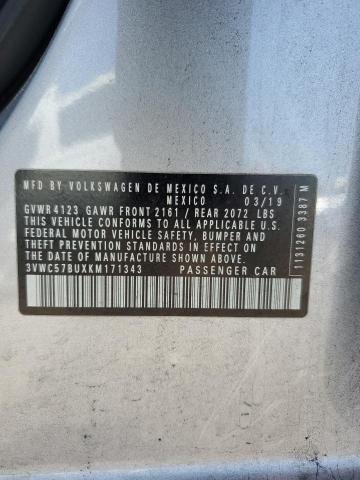 MFD BY VOLKSWAGEN DE MEXICO S.A. DE C.V.
MEXICO 03/19
GVWR 4123 GAWR FRONT 2161 / REAR 2072 LBS
THIS VEHICLE CONFORMS TO ALL APPLICABLE U.S.
FEDERAL MOTOR VEHICLE SAFETY, BUMPER AND THEFT
PREVENTION STANDARDS IN EFFECT ON THE DATE OF
MANUFACTURE SHOWN ABOVE.
3VWC57BUXKM171343 PASSENGER CAR
1131260 3387 M